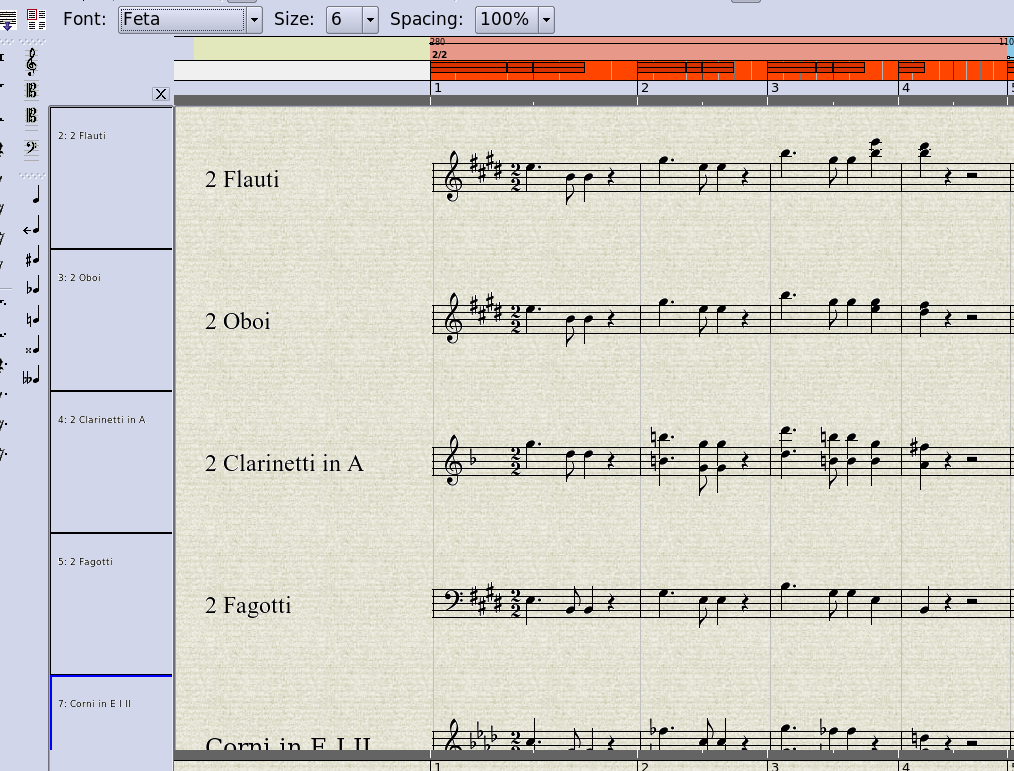 Font: Feta Size: 6 Spacing: 100%
280 110
2/2
1 2 3 4 5
X
2: 2 Flauti
2 Flauti
3: 2 Oboi
2 Oboi
4: 2 Clarinetti in A
2 Clarinetti in A
5: 2 Fagotti
2 Fagotti
7: Corni in E I II
Corni in E I II
1 2 3 4 5